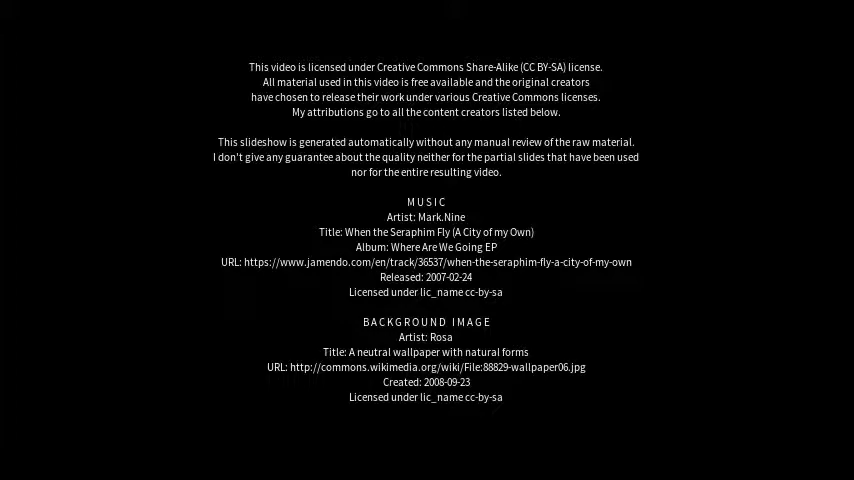 This video is licensed under Creative Commons Share-Alike (CC BY-SA) license.
All material used in this video is free available and the original creators
have chosen to release their work under various Creative Commons licenses.
My attributions go to all the content creators listed below.
This slideshow is generated automatically without any manual review of the raw material.
I don't give any guarantee about the quality neither for the partial slides that have been used
nor for the entire resulting video.
MUSIC
Artist: Mark.Nine
Title: When the Seraphim Fly (A City of my Own)
Album: Where Are We Going EP
URL: https://www.jamendo.com/en/track/36537/when-the-seraphim-fly-a-city-of-my-own
Released: 2007-02-24
Licensed under lic_name cc-by-sa
BACKGROUND IMAGE
Artist: Rosa
Title: A neutral wallpaper with natural forms
URL: http://commons.wikimedia.org/wiki/File:88829-wallpaper06.jpg
Created: 2008-09-23
Licensed under lic_name cc-by-sa